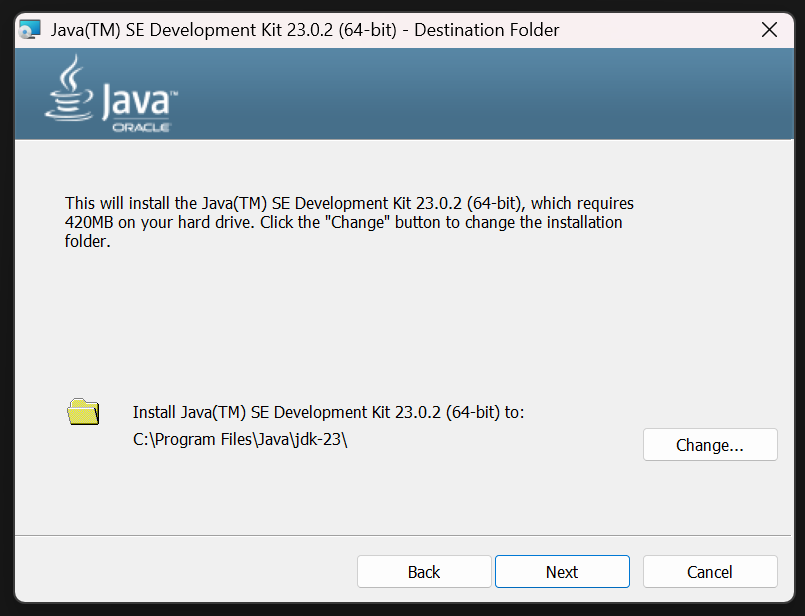 Java(TM) SE Development Kit 23.0.2 (64-bit) - Destination Folder
Java™
ORACLE
This will install the Java(TM) SE Development Kit 23.0.2 (64-bit), which requires
420MB on your hard drive. Click the "Change" button to change the installation
folder.
Install Java(TM) SE Development Kit 23.0.2 (64-bit) to:
C:\Program Files\Java\jdk-23\
Change...
Back
Next
Cancel